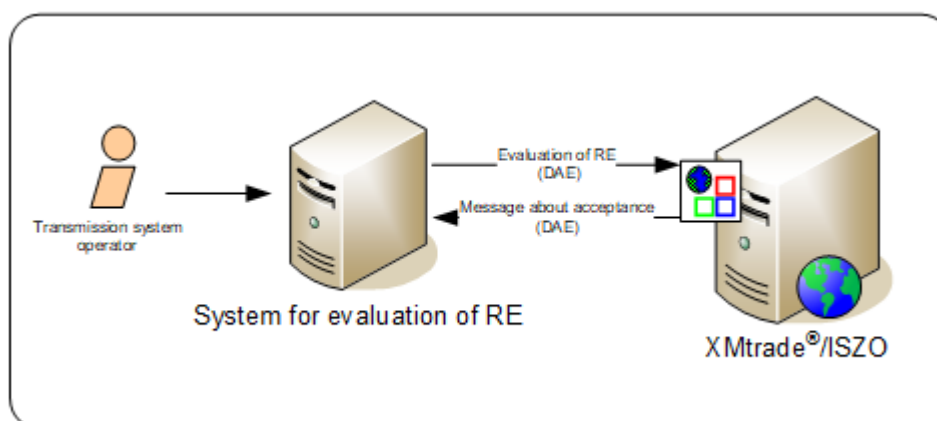 Evaluation of RE
(DAE)
Message about acceptance
(DAE)
Transmission system
operator
System for evaluation of RE
XMtrade®/ISZO